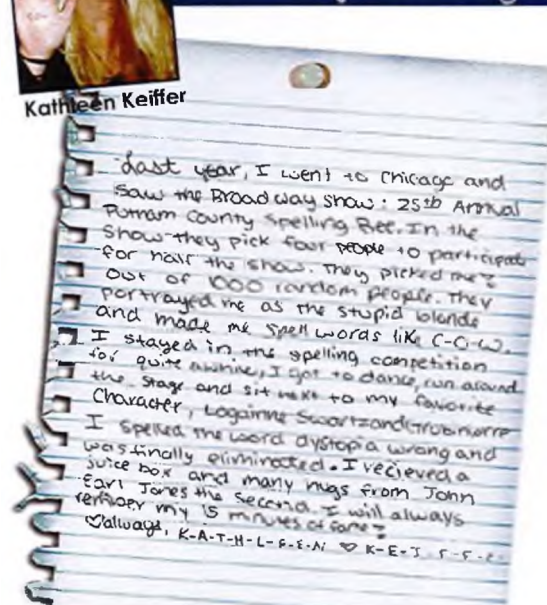 Kathleen Keiffer
Last year, I went to Chicago and
saw the Broadway show: 25th Annual
Putnam County Spelling Bee. In the
show they pick four people to participate
for half the show. They picked me
out of 1000 random people. They
portrayed me as the stupid blonde
and made me spell words like C-O-W.
I stayed in the spelling competition
for quite awhile, I got to dance, run around
the stage and sit next to my favorite
Character, Logainne
I spelled the word dystopia wrong and
was finally eliminated. I recieved a
juice box and many hugs from John
Earl Jones the Second. I will always
my 15 minutes of fame
♡always, K-A-T-H-L-E-E-N ♡ K-E-I-F-F-E-